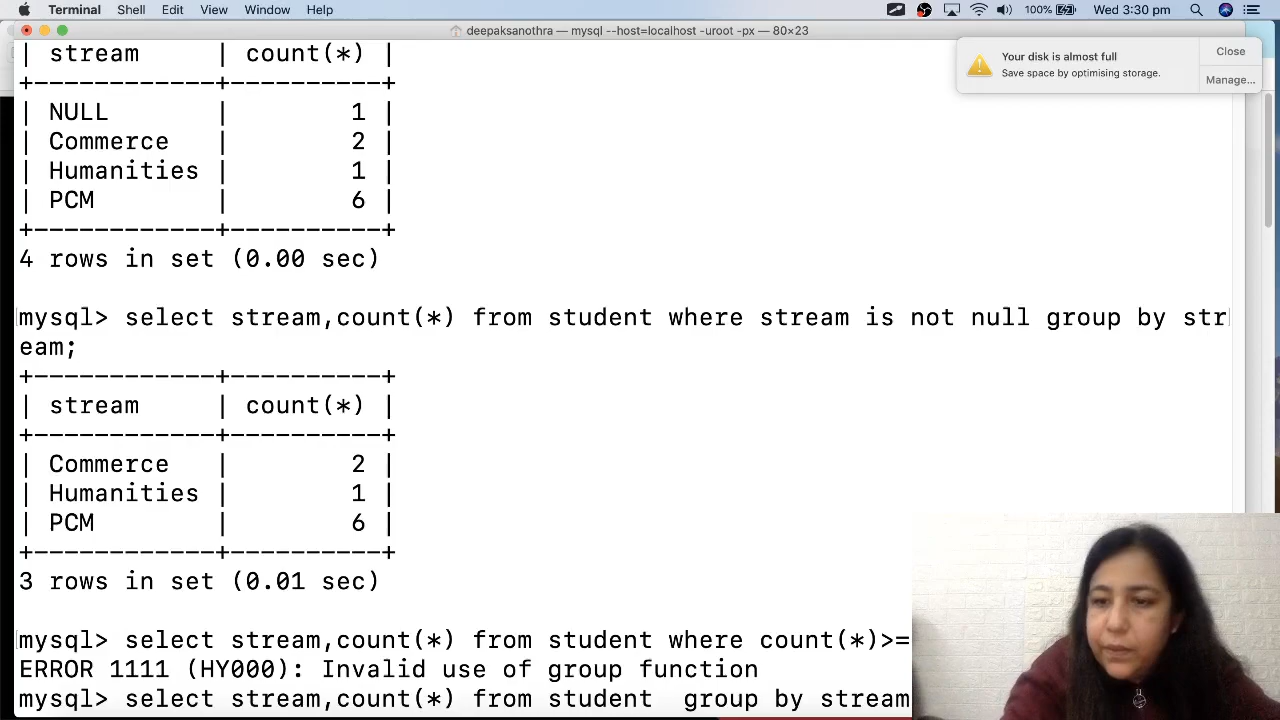 Terminal Shell Edit View Window Help 100% Wed 3:30 pm
deepaksanothra — mysql --host=localhost -uroot -px — 80×23
Your disk is almost full
Save space by optimising storage.
Close
Manage...
| stream | count(*) |
+-------------+----------+
| NULL | 1 |
| Commerce | 2 |
| Humanities | 1 |
| PCM | 6 |
+-------------+----------+
4 rows in set (0.00 sec)
mysql> select stream,count(*) from student where stream is not null group by str
eam;
+-------------+----------+
| stream | count(*) |
+-------------+----------+
| Commerce | 2 |
| Humanities | 1 |
| PCM | 6 |
+-------------+----------+
3 rows in set (0.01 sec)
mysql> select stream,count(*) from student where count(*)>=
ERROR 1111 (HY000): Invalid use of group function
mysql> select stream,count(*) from student  group by stream